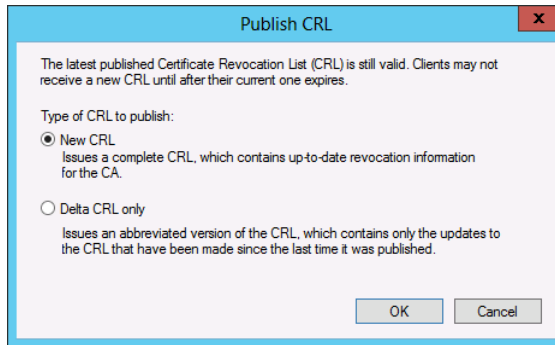 Publish CRL
x
The latest published Certificate Revocation List (CRL) is still valid. Clients may not
receive a new CRL until after their current one expires.
Type of CRL to publish:
New CRL
Issues a complete CRL, which contains up-to-date revocation information
for the CA.
Delta CRL only
Issues an abbreviated version of the CRL, which contains only the updates to
the CRL that have been made since the last time it was published.
OK Cancel